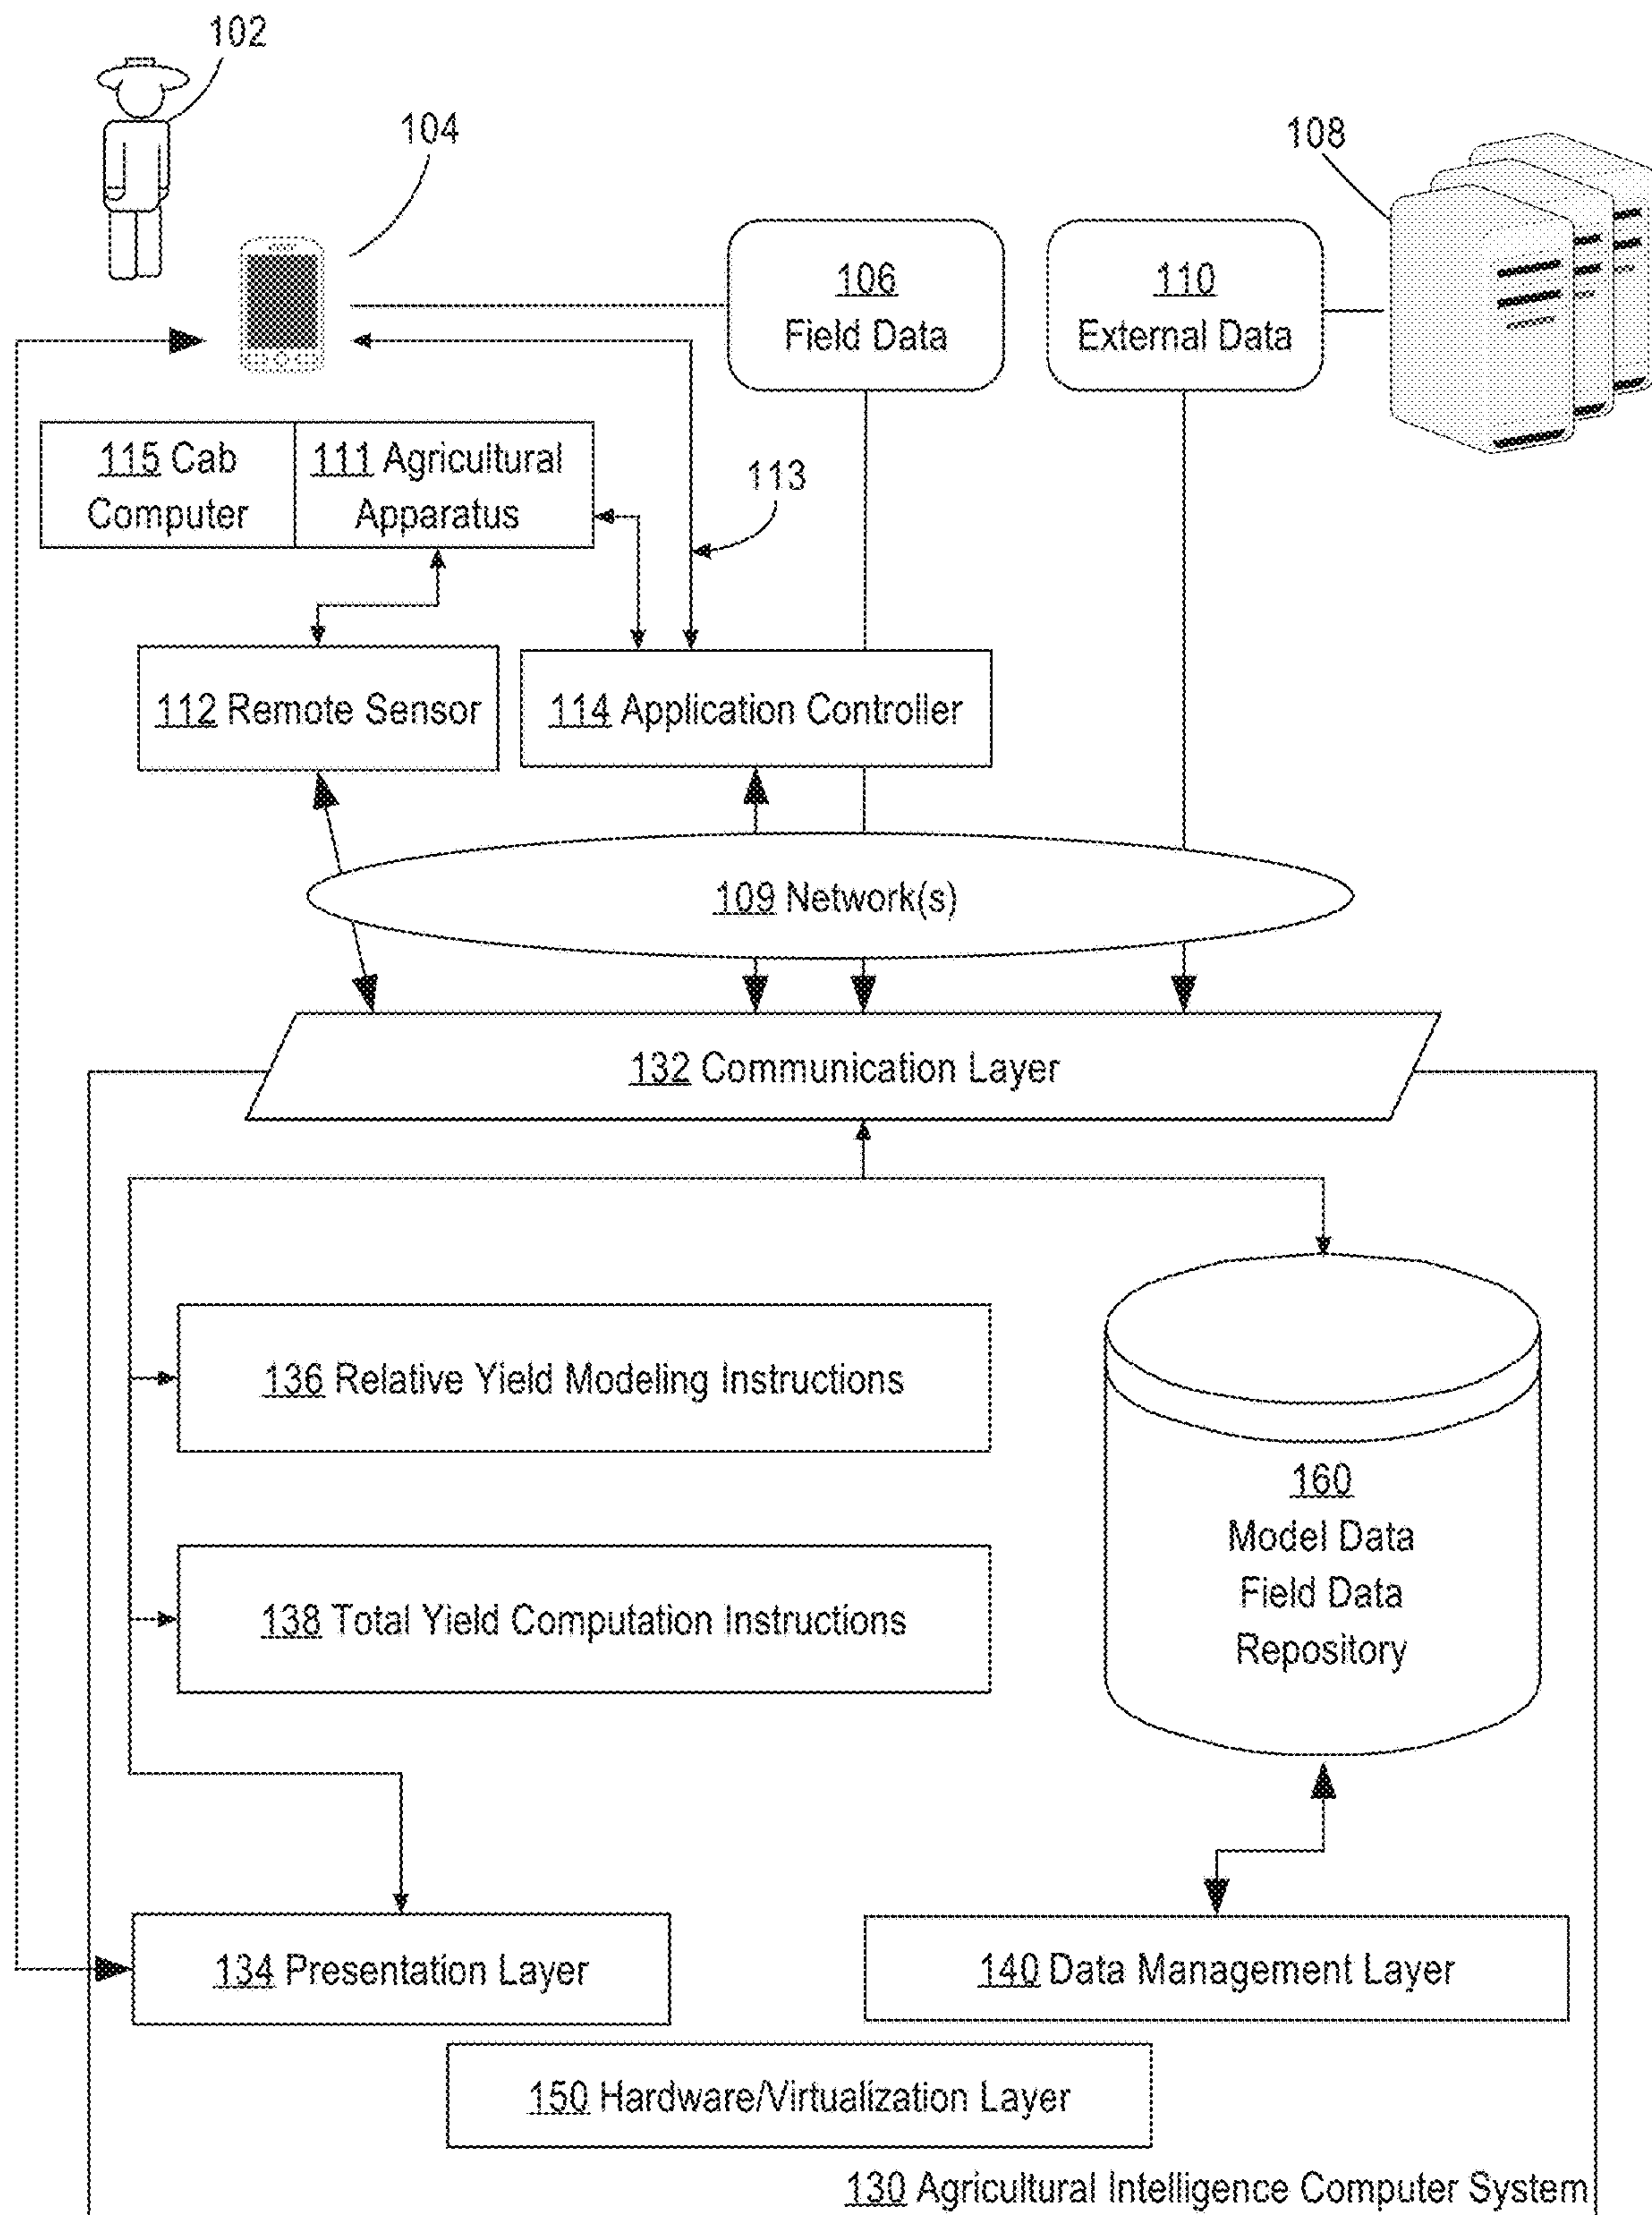 102
104
108
106
Field Data
110
External Data
115 Cab
Computer
111 Agricultural
Apparatus
113
112 Remote Sensor
114 Application Controller
109 Network(s)
132 Communication Layer
136 Relative Yield Modeling Instructions
160
Model Data
Field Data
Repository
138 Total Yield Computation Instructions
134 Presentation Layer
140 Data Management Layer
150 Hardware/Virtualization Layer
130 Agricultural Intelligence Computer System